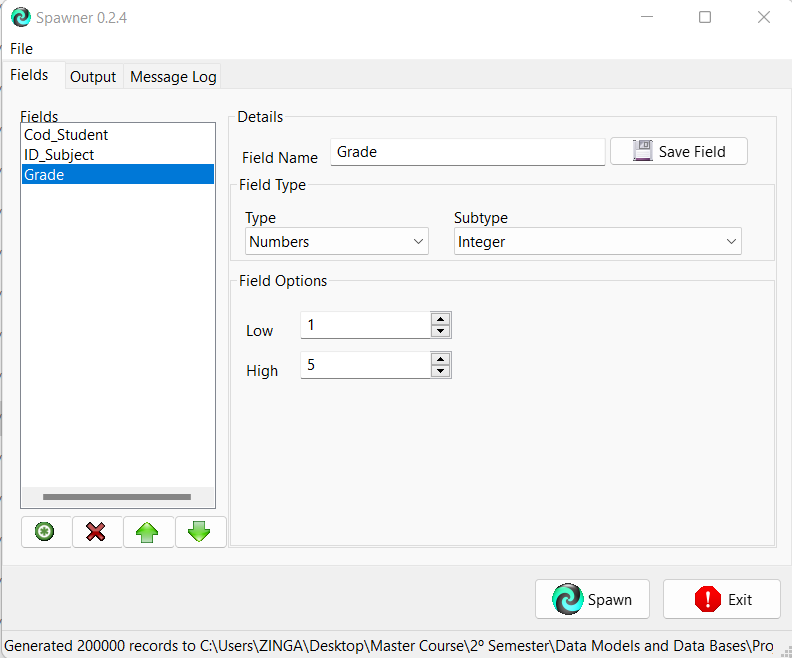 Spawner 0.2.4
File
Fields Output Message Log
Fields
Cod_Student
ID_Subject
Grade
Details
Field Name Grade Save Field
Field Type
Type Subtype
Numbers Integer
Field Options
Low 1
High 5
Spawn Exit
Generated 200000 records to C:\Users\ZINGA\Desktop\Master Course\2º Semester\Data Models and Data Bases\Pro